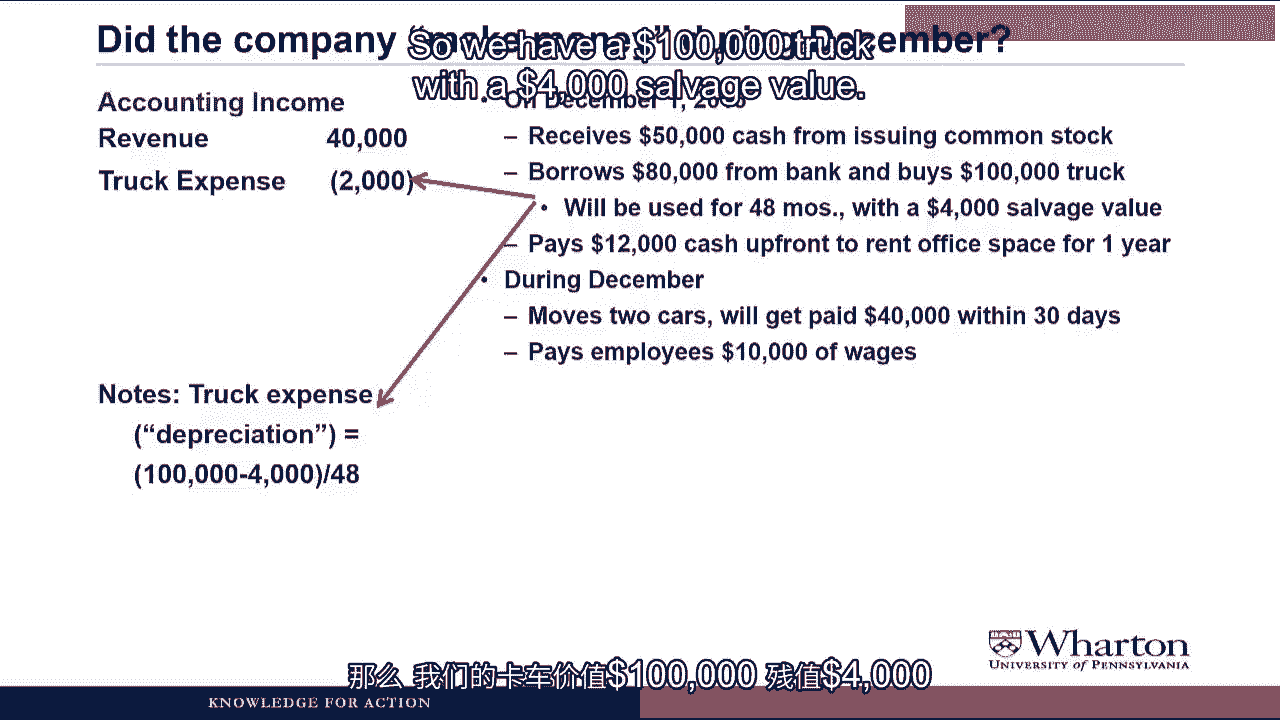 Did the company "make money" during December?
So we have a $100,000 truck
with a $4,000 salvage value.
Accounting Income
Revenue 40,000
Truck Expense (2,000)
• On December 1,
– Receives $50,000 cash from issuing common stock
– Borrows $80,000 from bank and buys $100,000 truck
• Will be used for 48 mos., with a $4,000 salvage value
– Pays $12,000 cash upfront to rent office space for 1 year
• During December
– Moves two cars, will get paid $40,000 within 30 days
– Pays employees $10,000 of wages
Notes: Truck expense
(“depreciation”) =
(100,000-4,000)/48
Wharton
UNIVERSITY of PENNSYLVANIA
那么 我们的卡车价值$100,000 残值$4,000
KNOWLEDGE FOR ACTION